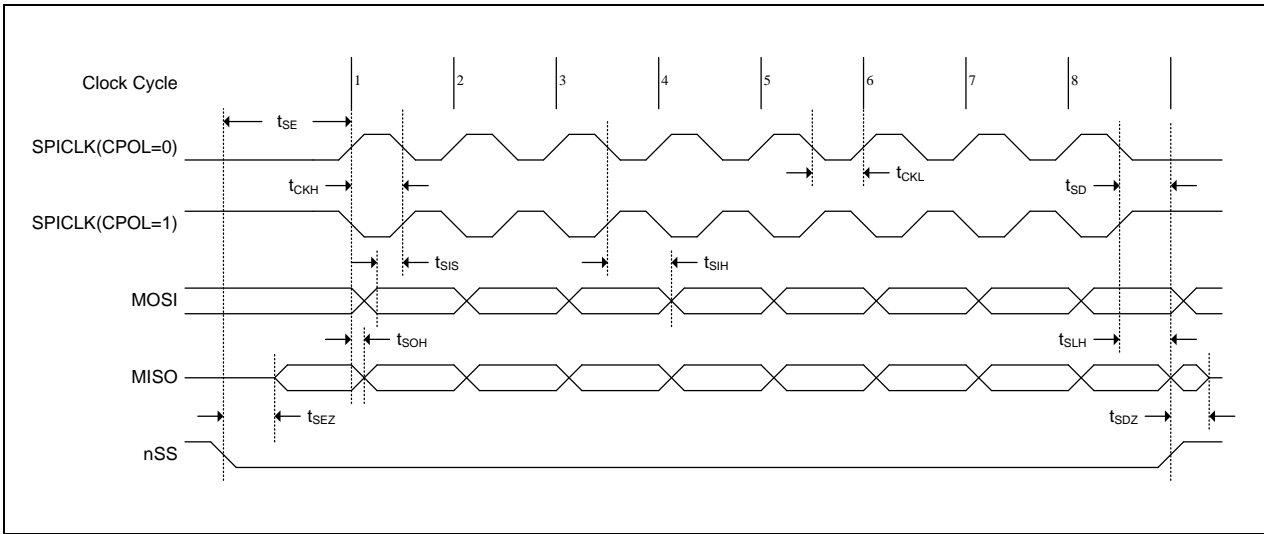 Clock Cycle
1 2 3 4 5 6 7 8
tSE
SPICLK(CPOL=0)
tCKH
tCKL
tSD
SPICLK(CPOL=1)
tSIS
tSIH
MOSI
tSOH
tSLH
MISO
tSEZ
tSDZ
nSS